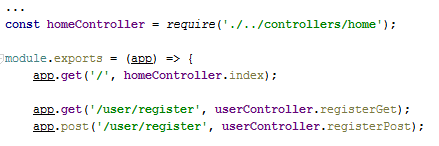 ...
const homeController = require('./../controllers/home');
module.exports = (app) => {
app.get('/', homeController.index);
app.get('/user/register', userController.registerGet);
app.post('/user/register', userController.registerPost);